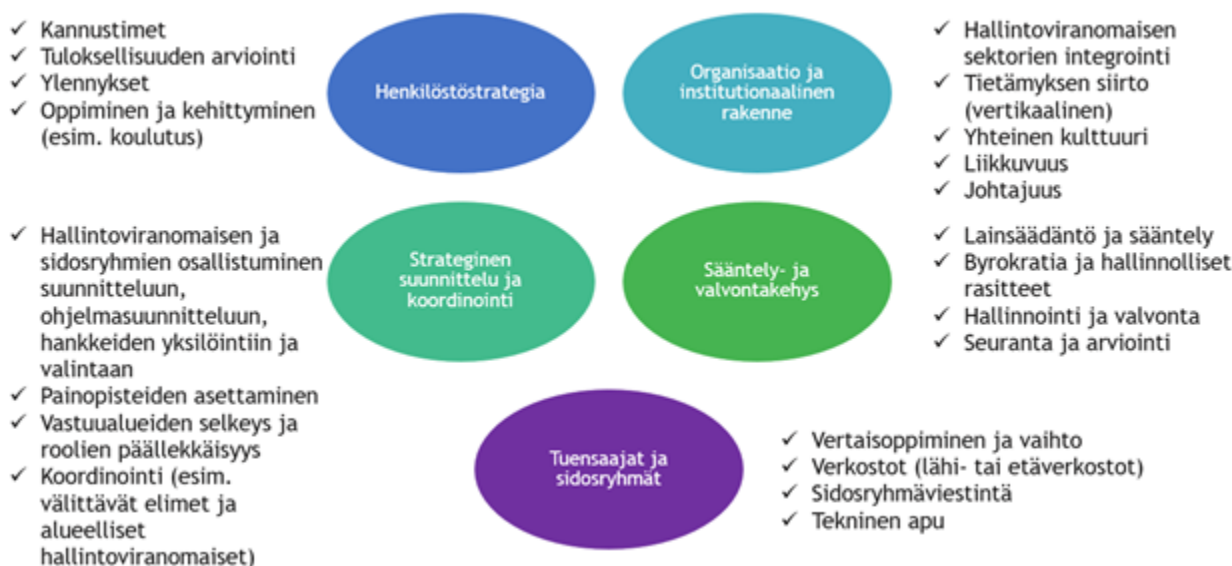 ✓ Kannustimet
✓ Tuloksellisuuden arviointi
✓ Ylennykset
✓ Oppiminen ja kehittyminen
(esim. koulutus)
Henkilöstöstrategia
Organisaatio ja
institutionaalinen
rakenne
✓ Hallintoviranomaisen
sektorien integrointi
✓ Tietämyksen siirto
(vertikaalinen)
✓ Yhteinen kulttuuri
✓ Liikkuvuus
✓ Johtajuus
✓ Hallintoviranomaisen ja
sidosryhmien osallistuminen
suunnitteluun,
ohjelmasuunnitteluun,
hankkeiden yksilöintiin ja
valintaan
✓ Painopisteiden asettaminen
✓ Vastuualueiden selkeys ja
roolien päällekkäisyys
✓ Koordinointi (esim.
välittävät elimet ja
alueelliset
hallintoviranomaiset)
Strateginen
suunnittelu ja
koordinointi
Sääntely- ja
valvontakehys
✓ Lainsäädäntö ja sääntely
✓ Byrokratia ja hallinnolliset
rasitteet
✓ Hallinnointi ja valvonta
✓ Seuranta ja arviointi
Tuensaajat ja
sidosryhmät
✓ Vertaisoppiminen ja vaihto
✓ Verkostot (lähi- tai etäverkostot)
✓ Sidosryhmäviestintä
✓ Tekninen apu